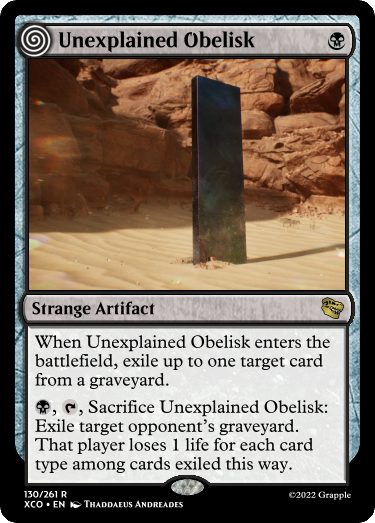 Unexplained Obelisk
Strange Artifact
When Unexplained Obelisk enters the
battlefield, exile up to one target card
from a graveyard.
, , Sacrifice Unexplained Obelisk:
Exile target opponent's graveyard.
That player loses 1 life for each card
type among cards exiled this way.
130/261 R
XCO • EN Thaddaeus Andreades
©2022 Grapple